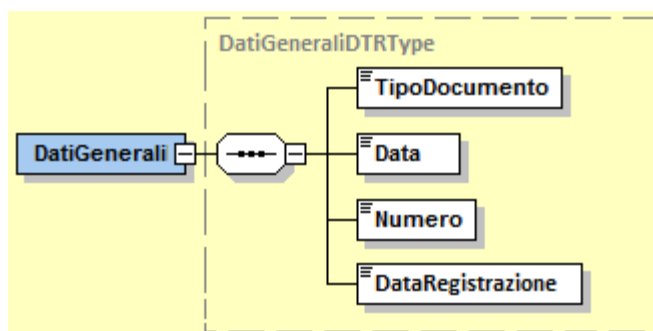 DatiGeneraliDTRType
TipoDocumento
DatiGenerali
Data
Numero
DataRegistrazione